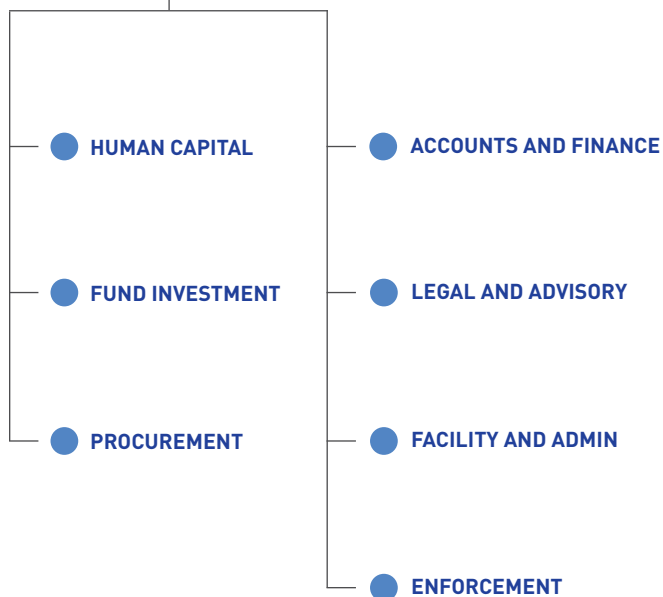 HUMAN CAPITAL
ACCOUNTS AND FINANCE
FUND INVESTMENT
LEGAL AND ADVISORY
PROCUREMENT
FACILITY AND ADMIN
ENFORCEMENT